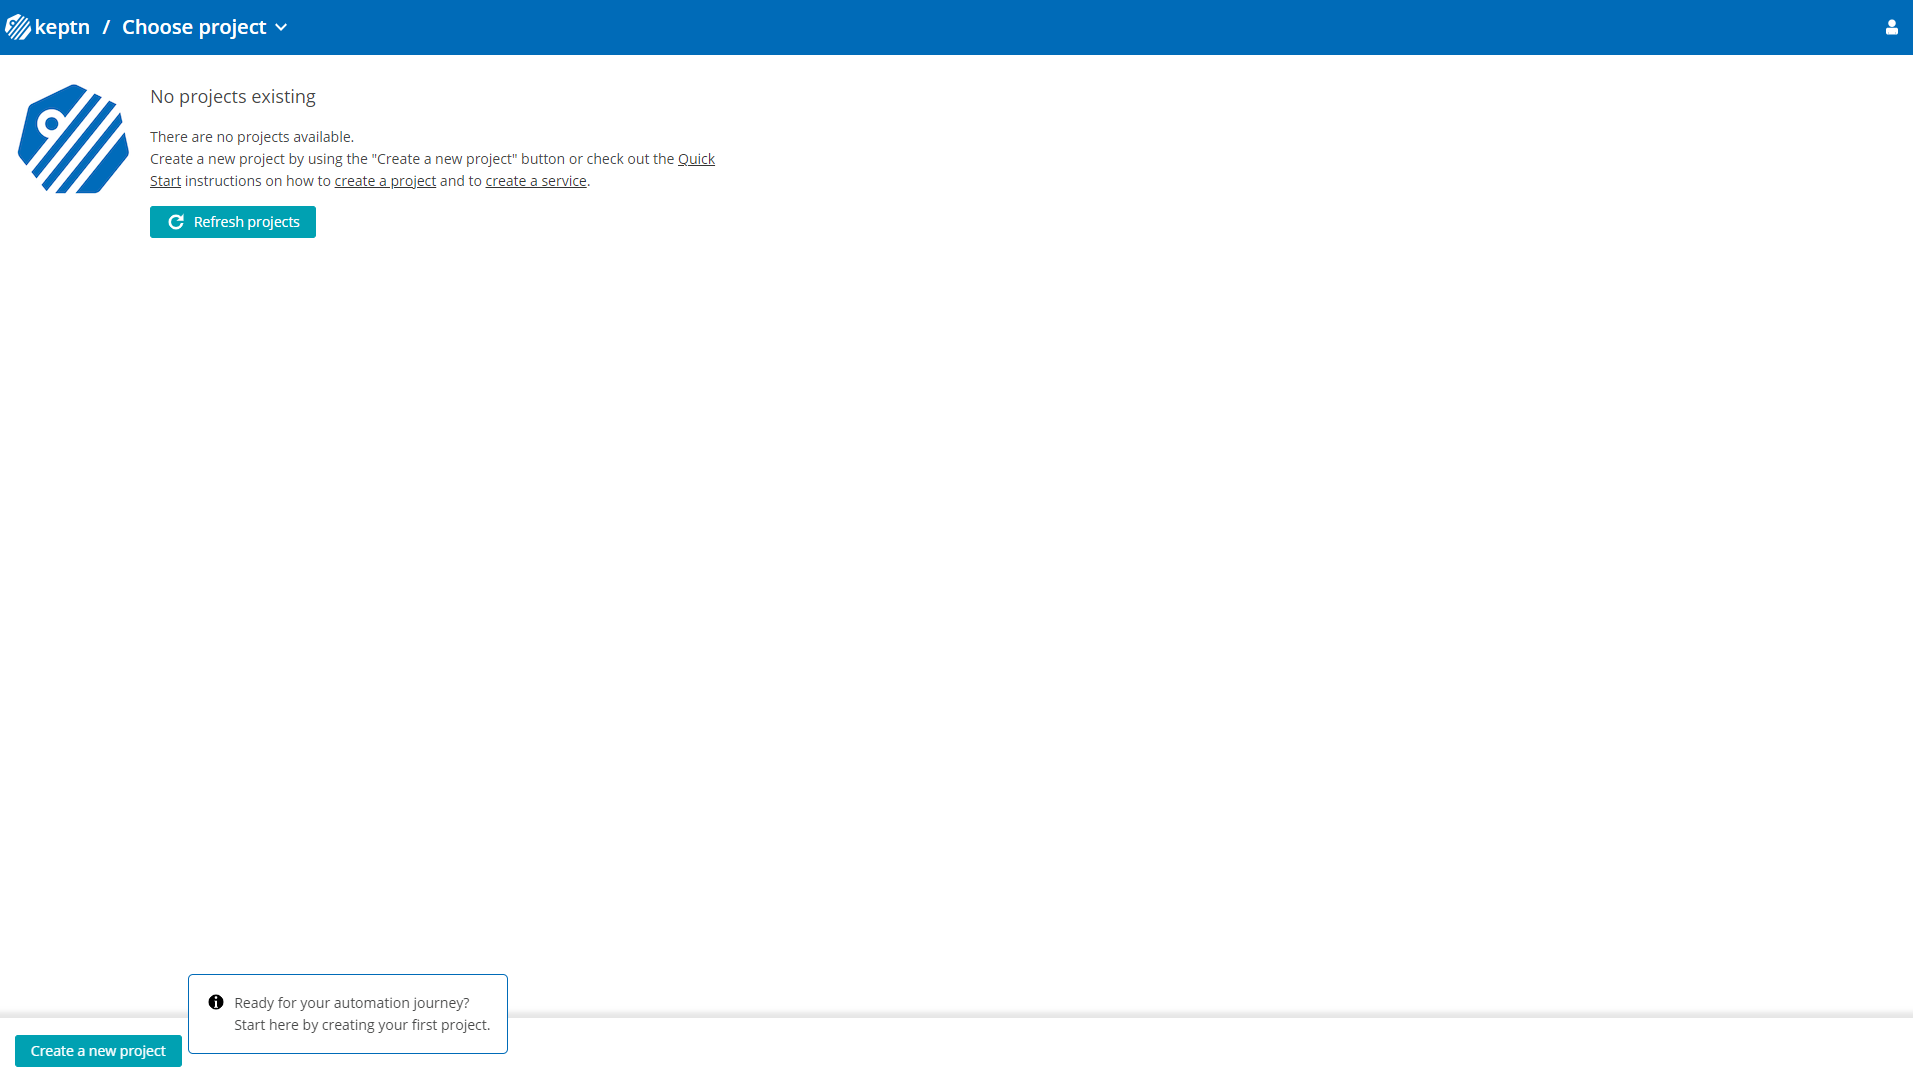 keptn / Choose project
No projects existing
There are no projects available.
Create a new project by using the "Create a new project" button or check out the Quick
Start instructions on how to create a project and to create a service.
Refresh projects
Ready for your automation journey?
Start here by creating your first project.
Create a new project